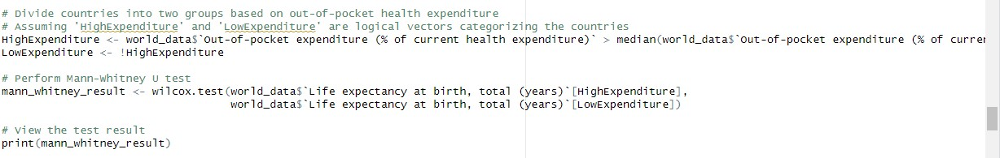 # Divide countries into two groups based on out-of-pocket health expenditure
# Assuming 'HighExpenditure' and 'LowExpenditure' are logical vectors categorizing the countries
HighExpenditure <- world_data$`Out-of-pocket expenditure (% of current health expenditure)` > median(world_data$`Out-of-pocket expenditure (% of curren
LowExpenditure <- !HighExpenditure
# Perform Mann-Whitney U test
mann_whitney_result <- wilcox.test(world_data$`Life expectancy at birth, total (years)`[HighExpenditure],
world_data$`Life expectancy at birth, total (years)`[LowExpenditure])
# View the test result
print(mann_whitney_result)